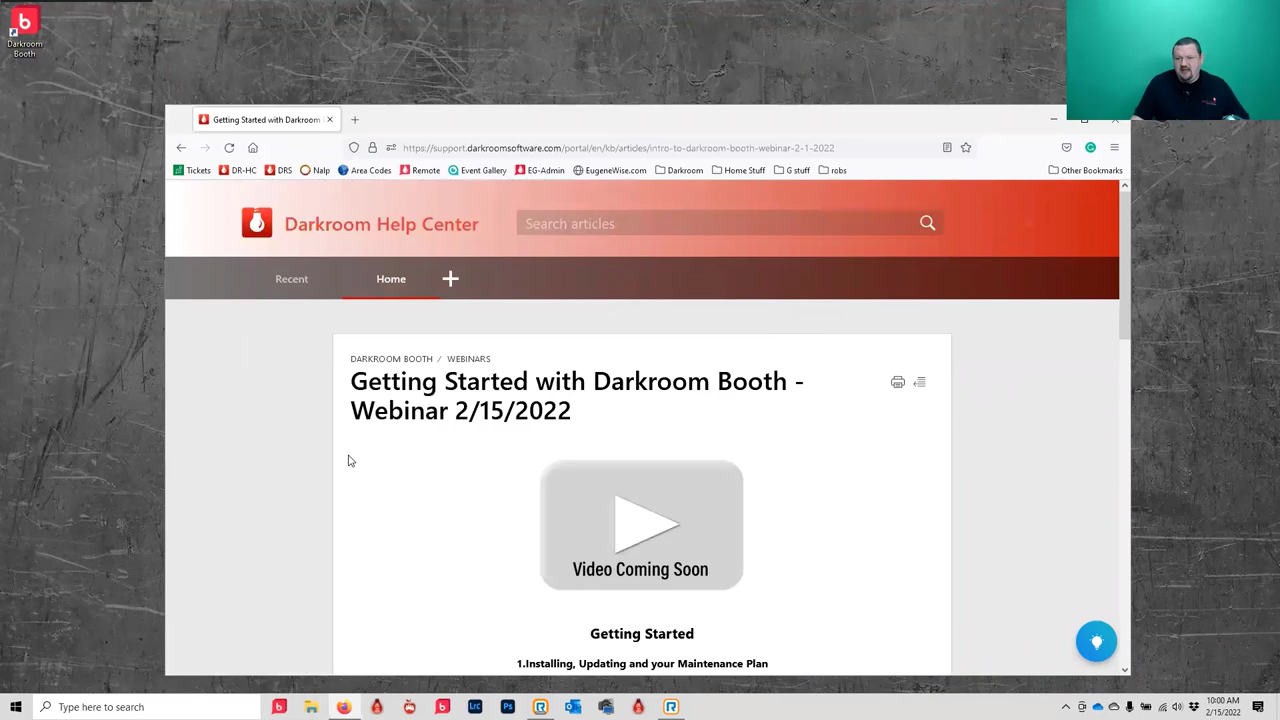 Darkroom
Booth
Getting Started with Darkroom
https://support.darkroomsoftware.com/portal/en/kb/articles/intro-to-darkroom-booth-webinar-2-1-2022
Tickets DR-HC DRS Nalp Area Codes Remote Event Gallery EG-Admin EugeneWise.com Darkroom Home Stuff G stuff robs Other Bookmarks
Darkroom Help Center Search articles
Recent Home
DARKROOM BOOTH / WEBINARS
Getting Started with Darkroom Booth -
Webinar 2/15/2022
Video Coming Soon
Getting Started
1.Installing, Updating and your Maintenance Plan
Type here to search
Lrc Ps
10:00 AM
2/15/2022